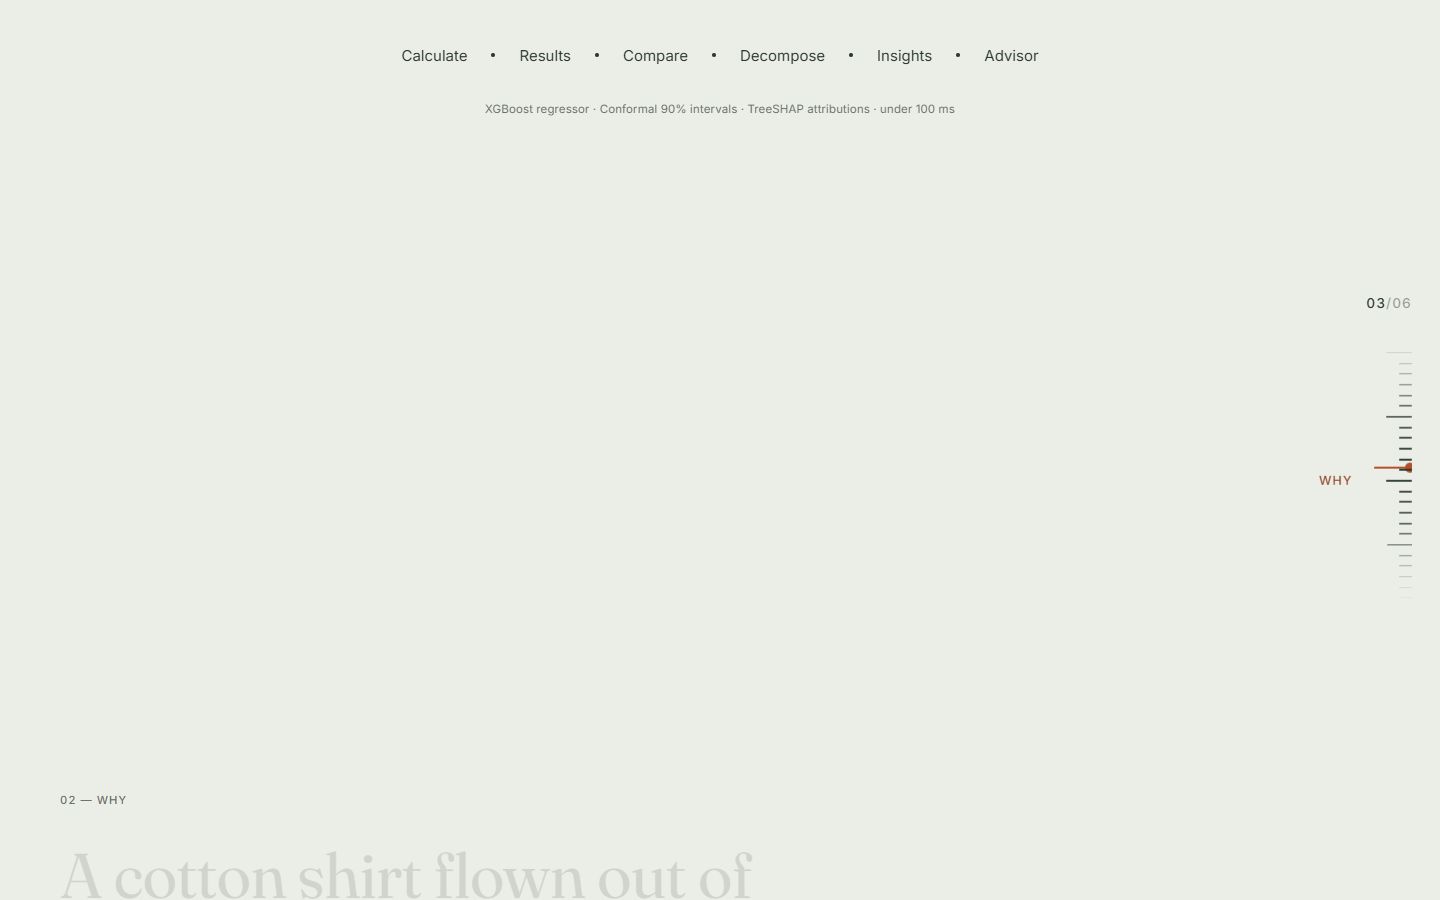 Calculate • Results • Compare • Decompose • Insights • Advisor
XGBoost regressor · Conformal 90% intervals · TreeSHAP attributions · under 100 ms
03/06
WHY
02 — WHY
A cotton shirt flown out of